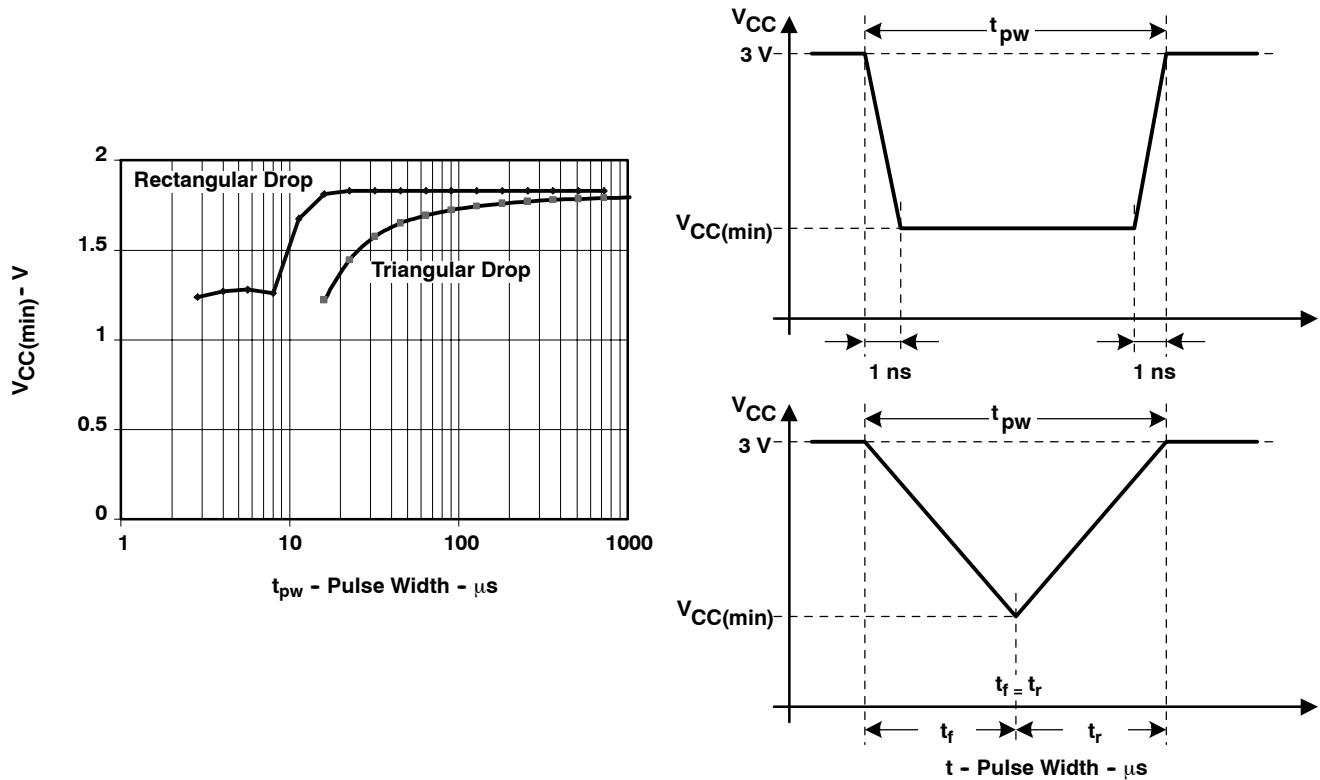 2
1.5
1
0.5
0
VCC(min) - V
Rectangular Drop
Triangular Drop
1
10
100
1000
tpw - Pulse Width - μs
VCC
tpw
3 V
VCC(min)
1 ns
1 ns
VCC
tpw
3 V
VCC(min)
tf = tr
tf
tr
t - Pulse Width - μs